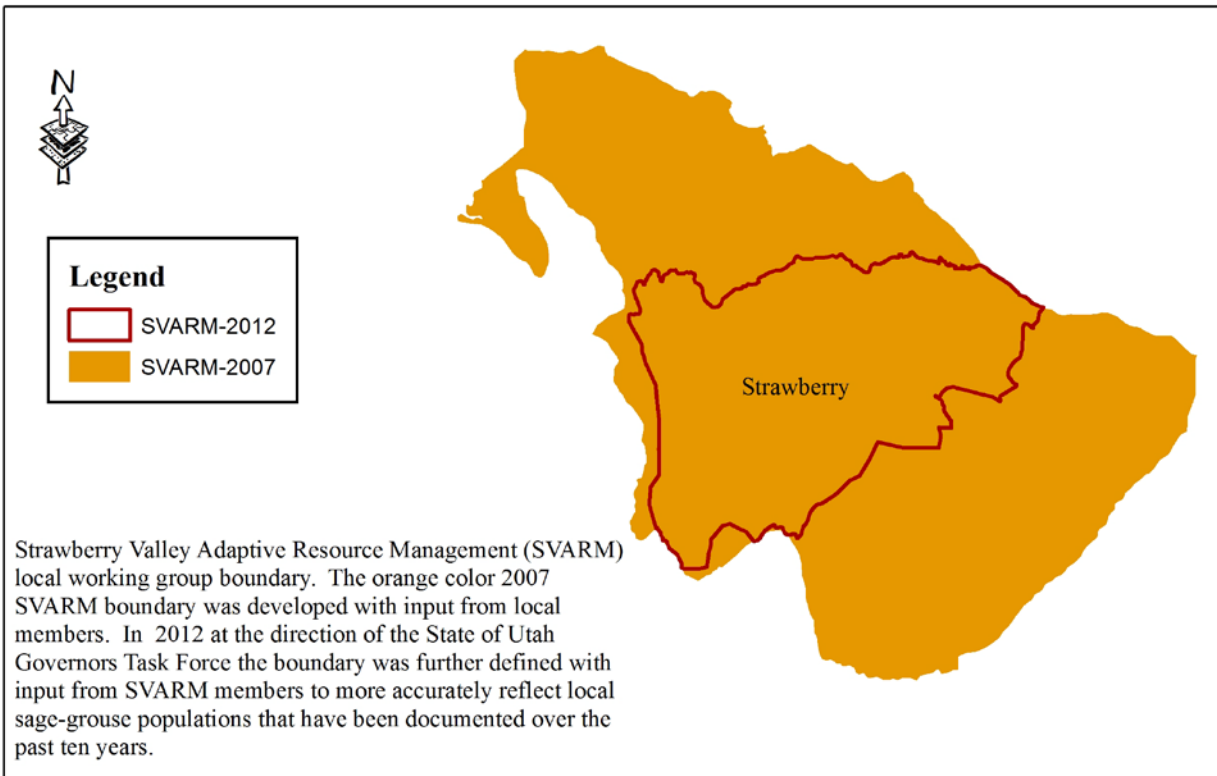 N
Legend
SVARM-2012
SVARM-2007
Strawberry
Strawberry Valley Adaptive Resource Management (SVARM)
local working group boundary.  The orange color 2007
SVARM boundary was developed with input from local
members.  In  2012 at the direction of the State of Utah
Governors Task Force the boundary was further defined with
input from SVARM members to more accurately reflect local
sage-grouse populations that have been documented over the
past ten years.